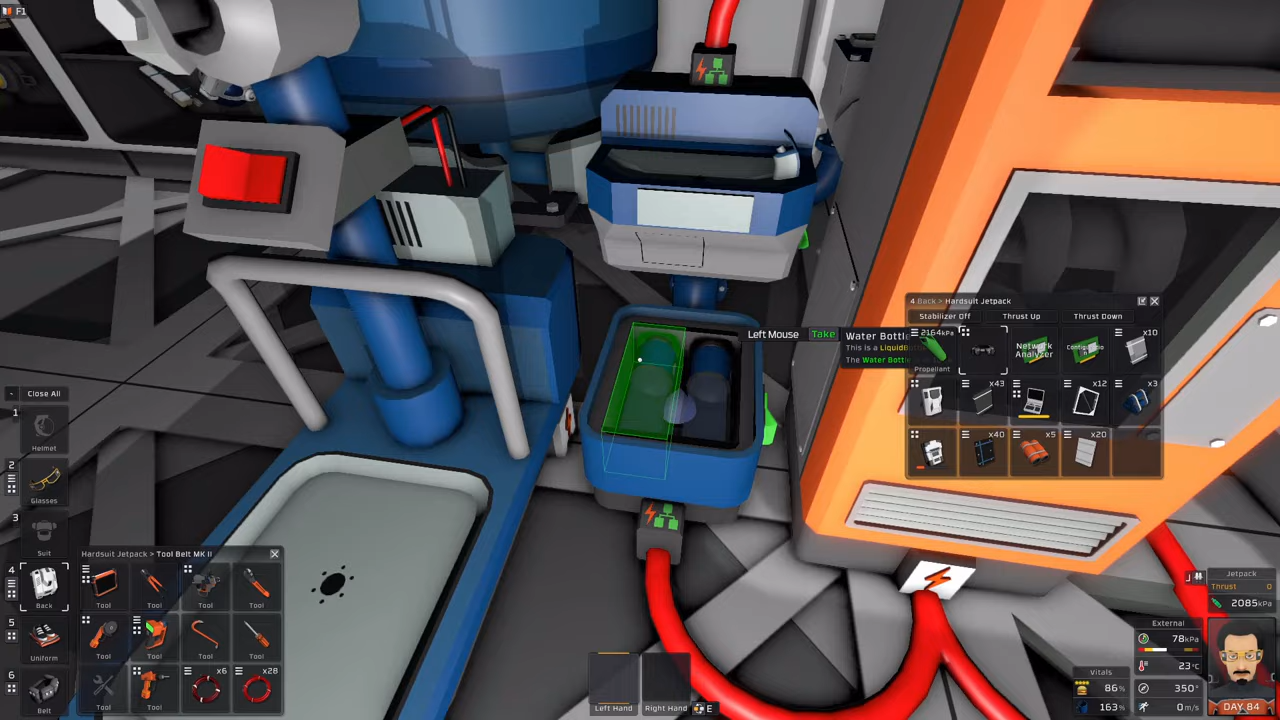 F1
Left Mouse Take
Water Bottle
This is a Liquid
The Water Bottle
4 Back > Hardsuit Jetpack
Stabilizer Off Thrust Up Thrust Down
2164kPa
x10
Propellant
Network Analyzer
x43
x12
x3
x40
x5
x20
- Close All
1
Helmet
2
Glasses
3
Suit
4
Back
5
Uniform
6
Belt
Hardsuit Jetpack > Tool Belt MK II
Tool Tool Tool Tool
Tool Tool Tool Tool
x6 x28
Tool Tool
Left Hand Right Hand E
Jetpack
Thrust 0
2085kPa
External
78kPa
23°C
Vitals
86% 350°
163% 0m/s
DAY 84